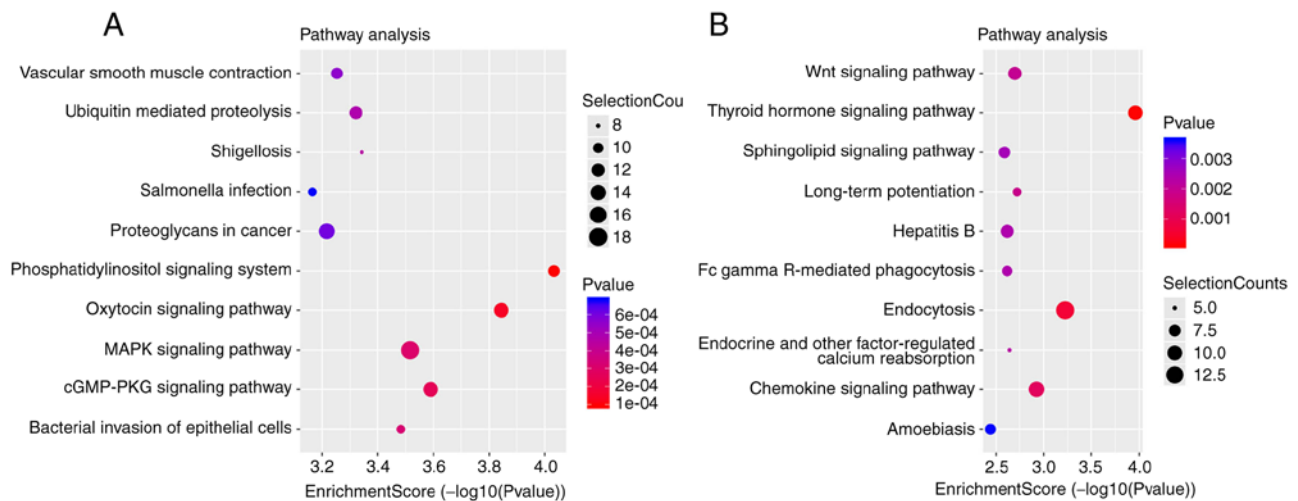 A
Pathway analysis
Vascular smooth muscle contraction
Ubiquitin mediated proteolysis
Shigellosis
Salmonella infection
Proteoglycans in cancer
Phosphatidylinositol signaling system
Oxytocin signaling pathway
MAPK signaling pathway
cGMP-PKG signaling pathway
Bacterial invasion of epithelial cells
3.2 3.4 3.6 3.8 4.0
EnrichmentScore (−log10(Pvalue))
SelectionCou
8
10
12
14
16
18
Pvalue
6e-04
5e-04
4e-04
3e-04
2e-04
1e-04
B
Pathway analysis
Wnt signaling pathway
Thyroid hormone signaling pathway
Sphingolipid signaling pathway
Long-term potentiation
Hepatitis B
Fc gamma R-mediated phagocytosis
Endocytosis
Endocrine and other factor-regulated
calcium reabsorption
Chemokine signaling pathway
Amoebiasis
2.5 3.0 3.5 4.0
EnrichmentScore (−log10(Pvalue))
Pvalue
0.003
0.002
0.001
SelectionCounts
5.0
7.5
10.0
12.5